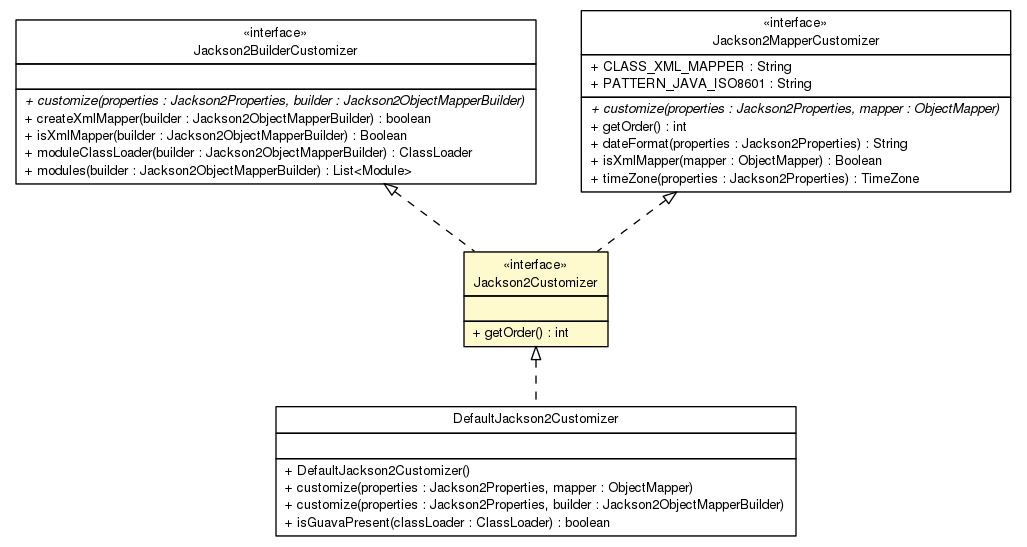 «interface»
Jackson2BuilderCustomizer
+ customize(properties : Jackson2Properties, builder : Jackson2ObjectMapperBuilder)
+ createXmlMapper(builder : Jackson2ObjectMapperBuilder) : boolean
+ isXmlMapper(builder : Jackson2ObjectMapperBuilder) : Boolean
+ moduleClassLoader(builder : Jackson2ObjectMapperBuilder) : ClassLoader
+ modules(builder : Jackson2ObjectMapperBuilder) : List<Module>
«interface»
Jackson2MapperCustomizer
+ CLASS_XML_MAPPER : String
+ PATTERN_JAVA_ISO8601 : String
+ customize(properties : Jackson2Properties, mapper : ObjectMapper)
+ getOrder() : int
+ dateFormat(properties : Jackson2Properties) : String
+ isXmlMapper(mapper : ObjectMapper) : Boolean
+ timeZone(properties : Jackson2Properties) : TimeZone
«interface»
Jackson2Customizer
+ getOrder() : int
DefaultJackson2Customizer
+ DefaultJackson2Customizer()
+ customize(properties : Jackson2Properties, mapper : ObjectMapper)
+ customize(properties : Jackson2Properties, builder : Jackson2ObjectMapperBuilder)
+ isGuavaPresent(classLoader : ClassLoader) : boolean